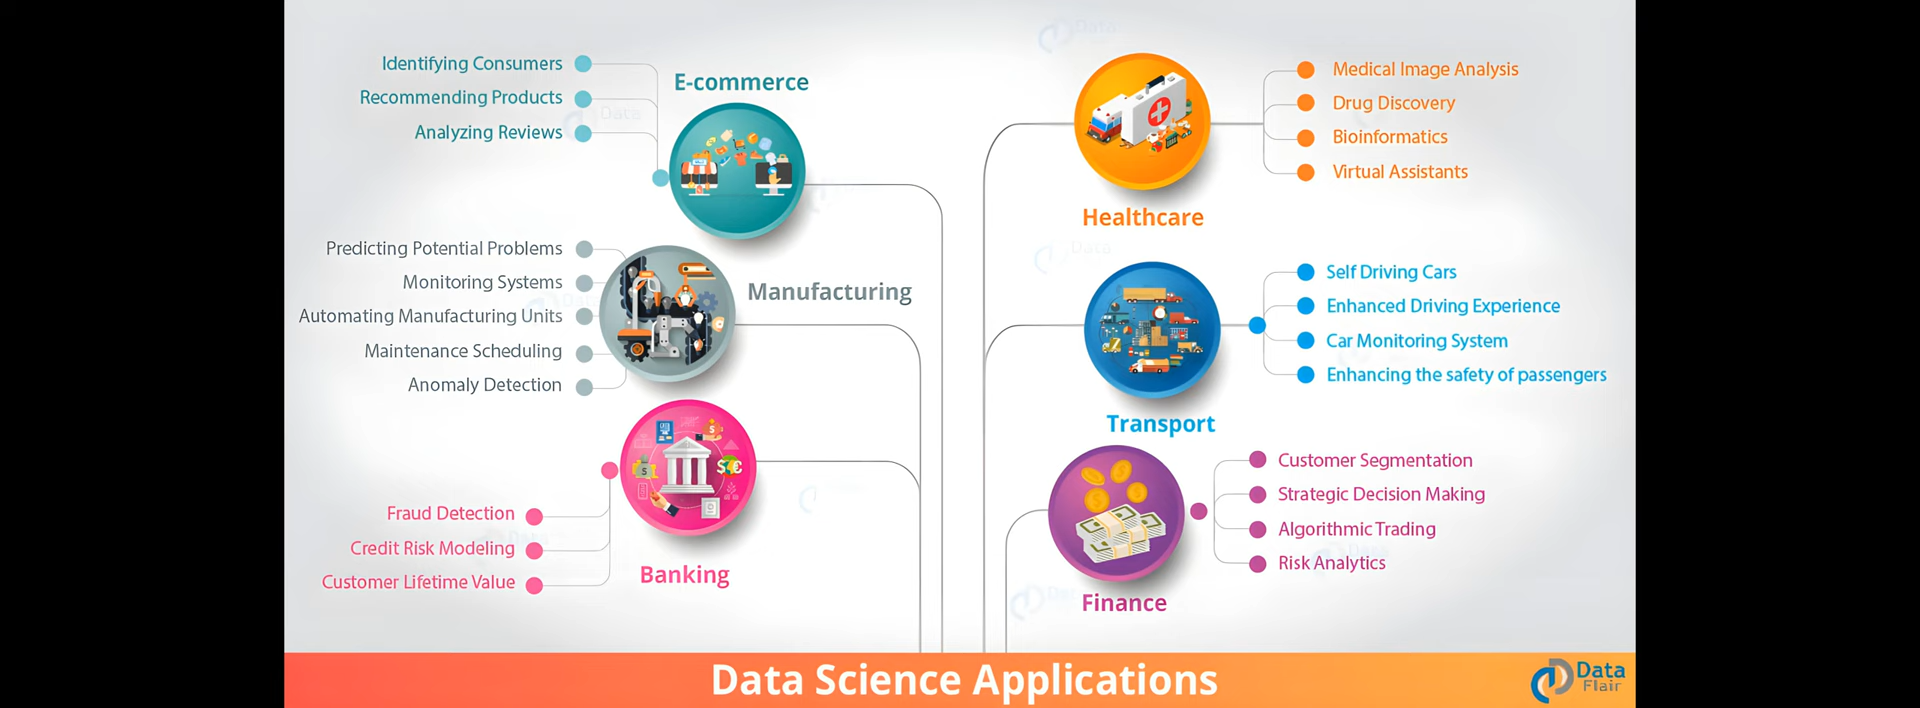 E-commerce
Identifying Consumers
Recommending Products
Analyzing Reviews
Manufacturing
Predicting Potential Problems
Monitoring Systems
Automating Manufacturing Units
Maintenance Scheduling
Anomaly Detection
Banking
Fraud Detection
Credit Risk Modeling
Customer Lifetime Value
Healthcare
Medical Image Analysis
Drug Discovery
Bioinformatics
Virtual Assistants
Transport
Self Driving Cars
Enhanced Driving Experience
Car Monitoring System
Enhancing the safety of passengers
Finance
Customer Segmentation
Strategic Decision Making
Algorithmic Trading
Risk Analytics
Data Science Applications
Data
Flair